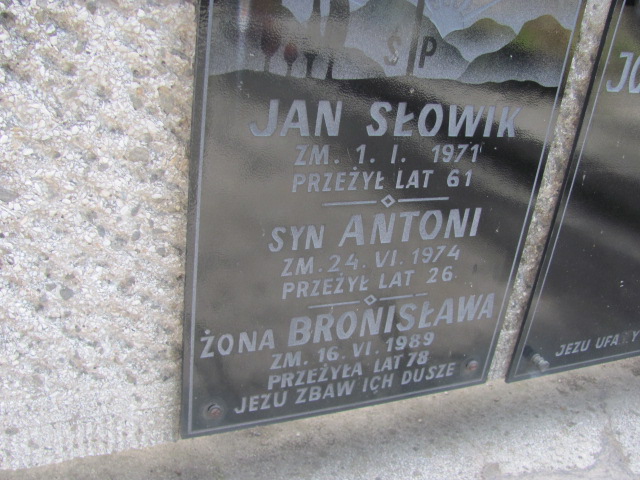 Ś P
JAN SŁOWIK
ZM. 1. I. 1971
PRZEŻYŁ LAT 61
SYN ANTONI
ZM. 24. VI. 1974
PRZEŻYŁ LAT 26
ŻONA BRONISŁAWA
ZM. 16. VI. 1989
PRZEŻYŁA LAT 78
JEZU ZBAW ICH DUSZE
JEZU